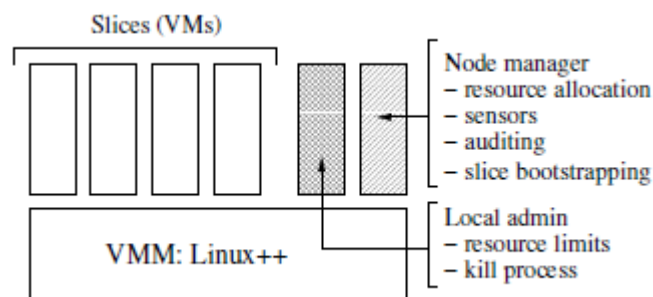 Slices (VMs)
Node manager
– resource allocation
– sensors
– auditing
– slice bootstrapping
Local admin
– resource limits
– kill process
VMM: Linux++